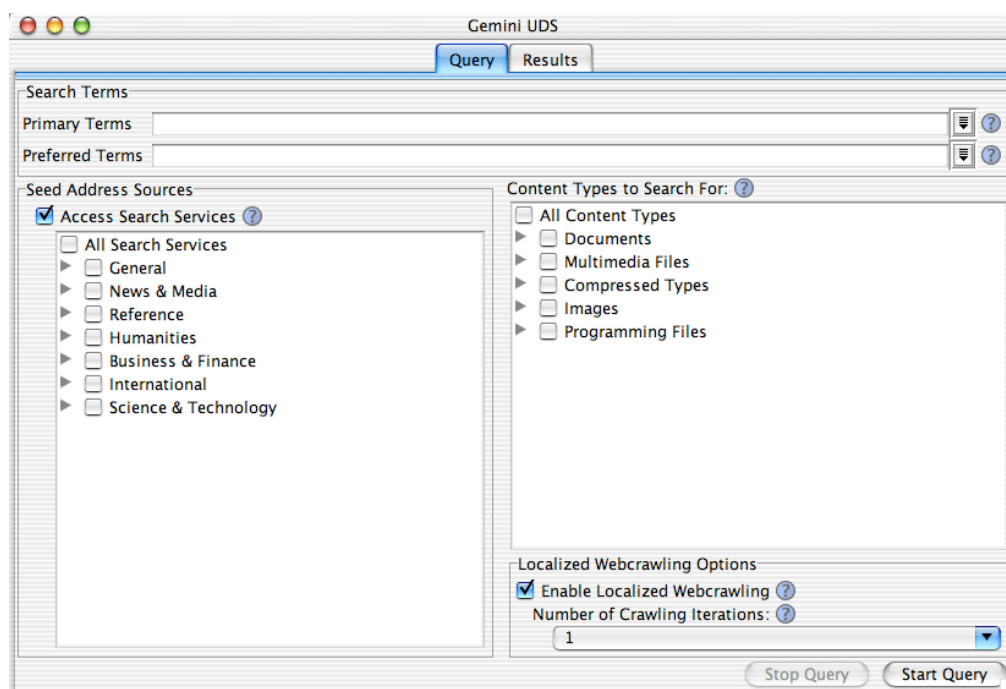 Gemini UDS
Query Results
Search Terms
Primary Terms ?
Preferred Terms ?
Seed Address Sources
Access Search Services ?
All Search Services
General
News & Media
Reference
Humanities
Business & Finance
International
Science & Technology
Content Types to Search For: ?
All Content Types
Documents
Multimedia Files
Compressed Types
Images
Programming Files
Localized Webcrawling Options
Enable Localized Webcrawling ?
Number of Crawling Iterations: ?
1
Stop Query Start Query